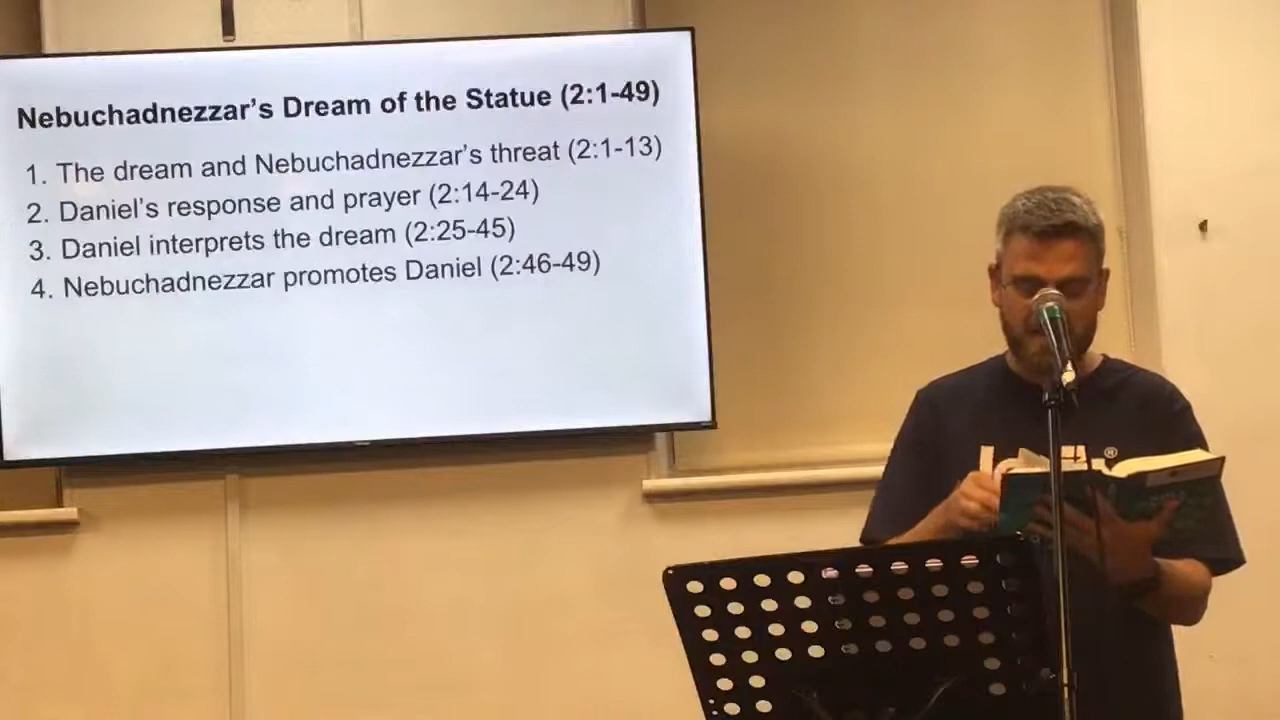 Nebuchadnezzar's Dream of the Statue (2:1-49)
1. The dream and Nebuchadnezzar's threat (2:1-13)
2. Daniel's response and prayer (2:14-24)
3. Daniel interprets the dream (2:25-45)
4. Nebuchadnezzar promotes Daniel (2:46-49)
®